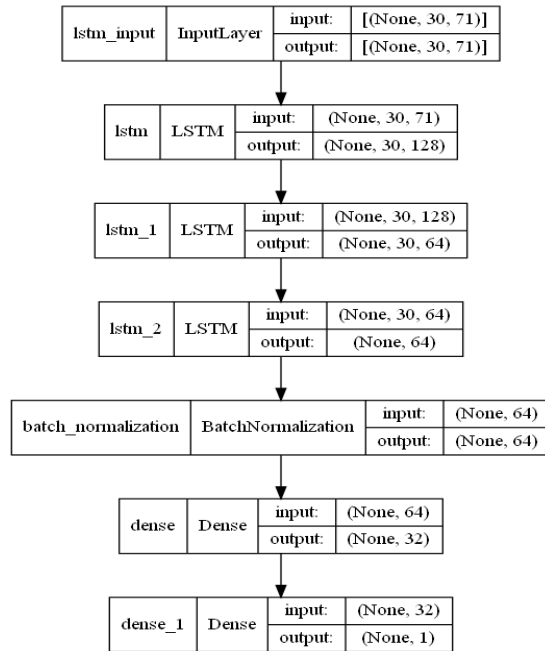 lstm_input InputLayer input: [(None, 30, 71)]
output: [(None, 30, 71)]
lstm LSTM input: (None, 30, 71)
output: (None, 30, 128)
lstm_1 LSTM input: (None, 30, 128)
output: (None, 30, 64)
lstm_2 LSTM input: (None, 30, 64)
output: (None, 64)
batch_normalization BatchNormalization input: (None, 64)
output: (None, 64)
dense Dense input: (None, 64)
output: (None, 32)
dense_1 Dense input: (None, 32)
output: (None, 1)